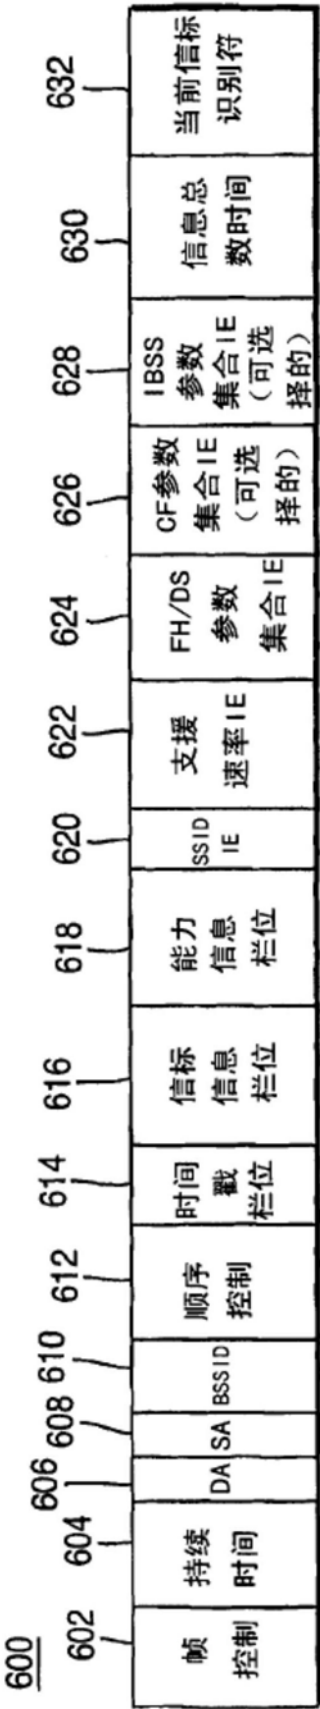 600
602
604
606
608
610
612
614
616
618
620
622
624
626
628
630
632
帧
控制
持续
时间
DA
SA
BSSID
顺序
控制
时间
戳
栏位
信标
信息
栏位
能力
信息
栏位
SSID
IE
支援
速率IE
FH/DS
参数
集合IE
CF参数
集合IE
(可选
择的)
IBSS
参数
集合IE
(可选
择的)
信息总
数时间
当前信标
识别符